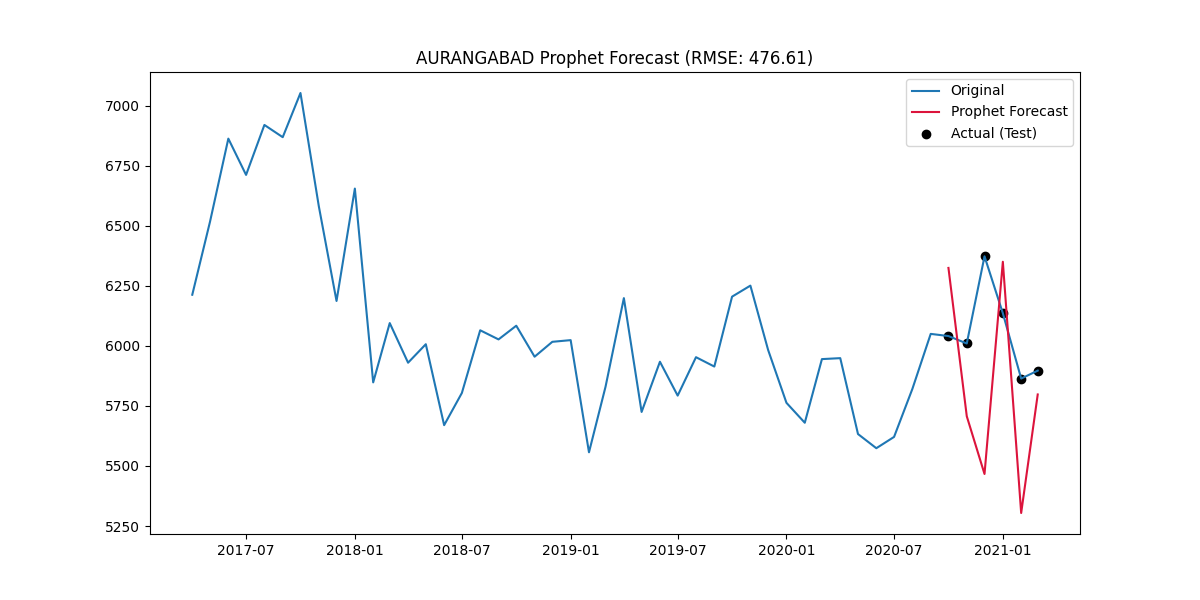 AURANGABAD Prophet Forecast (RMSE: 476.61)
Original
Prophet Forecast
Actual (Test)
7000
6750
6500
6250
6000
5750
5500
5250
2017-07 2018-01 2018-07 2019-01 2019-07 2020-01 2020-07 2021-01